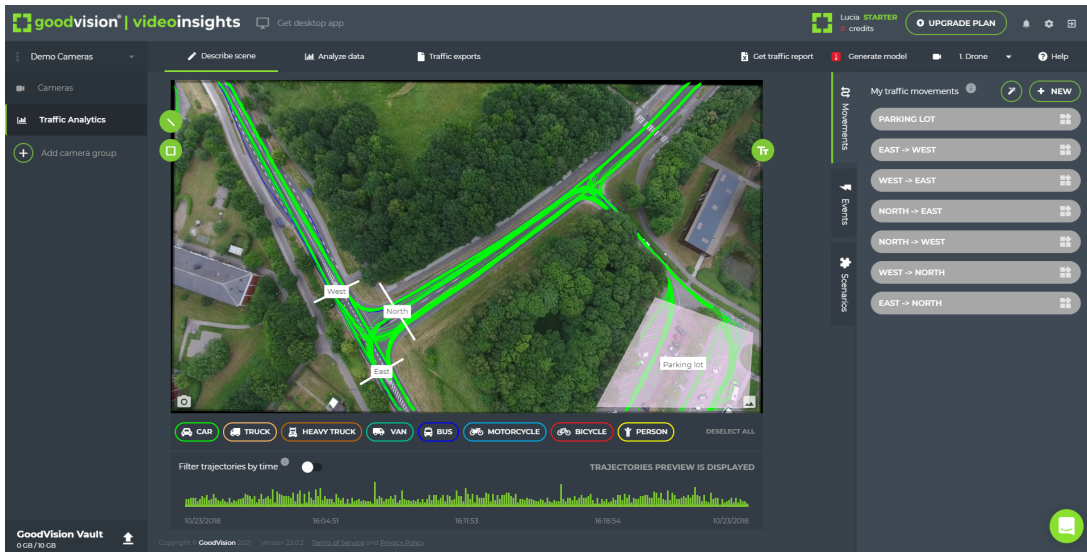 goodvision® | videoinsights
Get desktop app
Lucia STARTER
0 credits
UPGRADE PLAN
Demo Cameras
Describe scene
Analyze data
Traffic exports
Get traffic report
Generate model
1. Drone
Help
Cameras
Traffic Analytics
Add camera group
West
North
East
Parking lot
Movements
Events
Scenarios
My traffic movements
+ NEW
PARKING LOT
EAST -> WEST
WEST -> EAST
NORTH -> EAST
NORTH -> WEST
WEST -> NORTH
EAST -> NORTH
CAR
TRUCK
HEAVY TRUCK
VAN
BUS
MOTORCYCLE
BICYCLE
PERSON
DESELECT ALL
Filter trajectories by time
TRAJECTORIES PREVIEW IS DISPLAYED
10/23/2018
16:04:51
16:11:53
16:18:54
10/23/2018
GoodVision Vault
0 GB / 10 GB
Copyright © GoodVision 2021 Version 22.0.2 Terms of Service and Privacy Policy